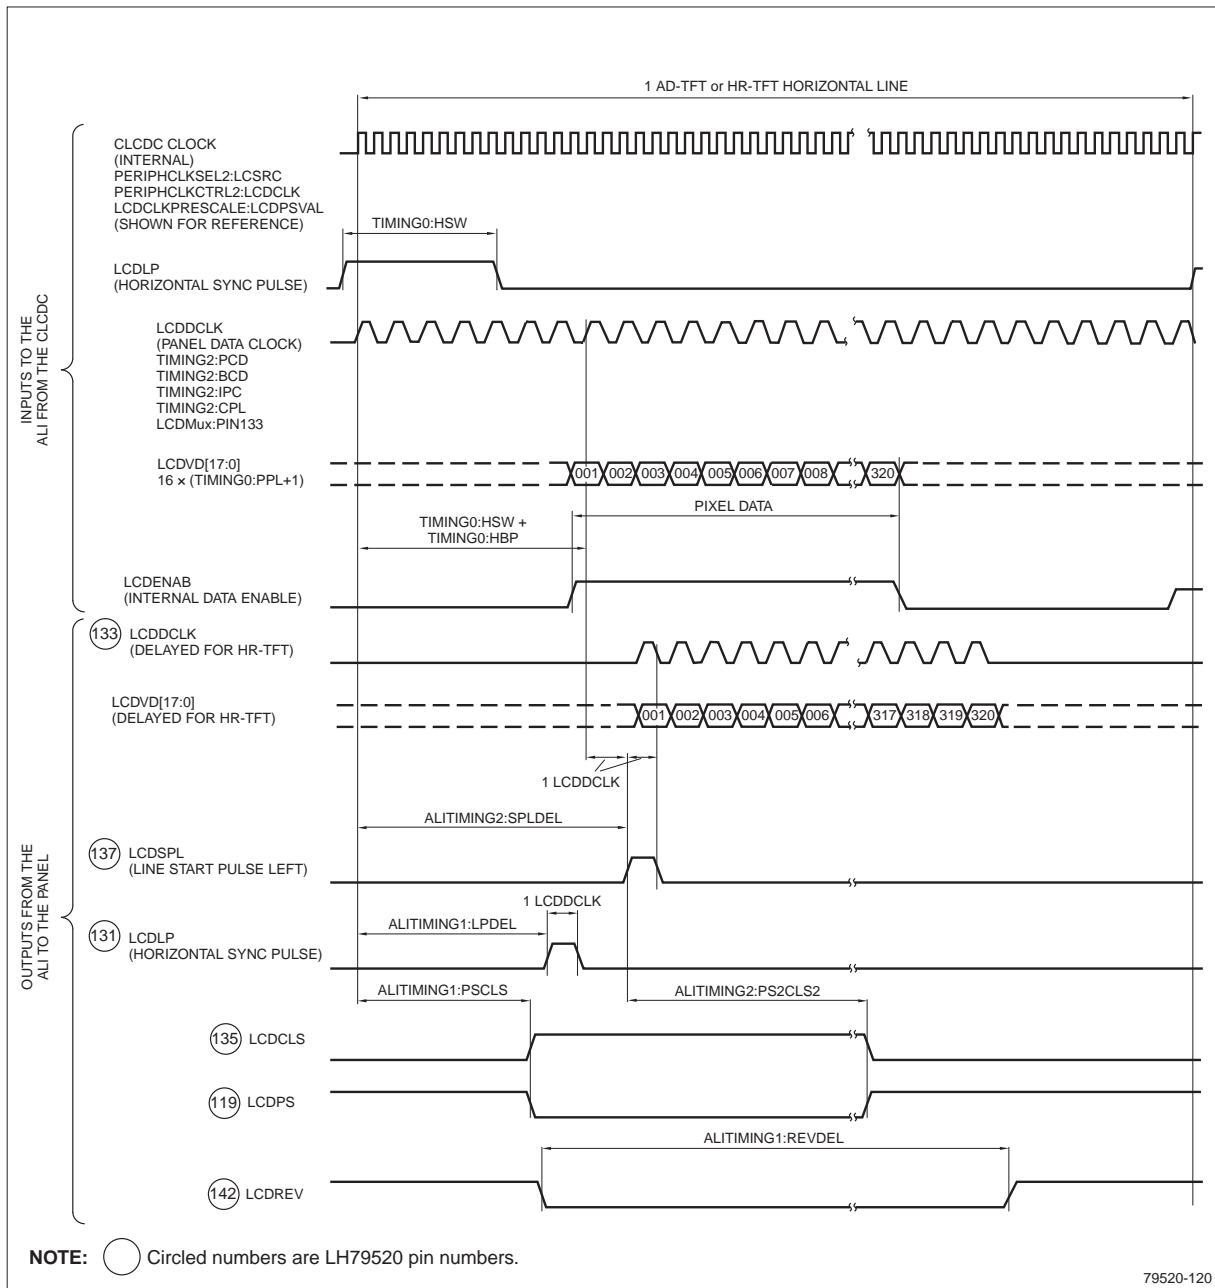 1 AD-TFT or HR-TFT HORIZONTAL LINE
INPUTS TO THE
ALI FROM THE CLCDC
CLCDC CLOCK
(INTERNAL)
PERIPHCLKSEL2:LCSRC
PERIPHCLKCTRL2:LCDCLK
LCDCLKPRESCALE:LCDPSVAL
(SHOWN FOR REFERENCE)
TIMING0:HSW
LCDLP
(HORIZONTAL SYNC PULSE)
LCDDCLK
(PANEL DATA CLOCK)
TIMING2:PCD
TIMING2:BCD
TIMING2:IPC
TIMING2:CPL
LCDMux:PIN133
LCDVD[17:0]
16 × (TIMING0:PPL+1)
001 002 003 004 005 006 007 008 320
PIXEL DATA
TIMING0:HSW +
TIMING0:HBP
LCDENAB
(INTERNAL DATA ENABLE)
OUTPUTS FROM THE
ALI TO THE PANEL
133 LCDDCLK
(DELAYED FOR HR-TFT)
LCDVD[17:0]
(DELAYED FOR HR-TFT)
001 002 003 004 005 006 317 318 319 320
1 LCDDCLK
ALITIMING2:SPLDEL
137 LCDSPL
(LINE START PULSE LEFT)
1 LCDDCLK
ALITIMING1:LPDEL
131 LCDLP
(HORIZONTAL SYNC PULSE)
ALITIMING1:PSCLS
ALITIMING2:PS2CLS2
135 LCDCLS
119 LCDPS
ALITIMING1:REVDEL
142 LCDREV
NOTE: Circled numbers are LH79520 pin numbers.
79520-120